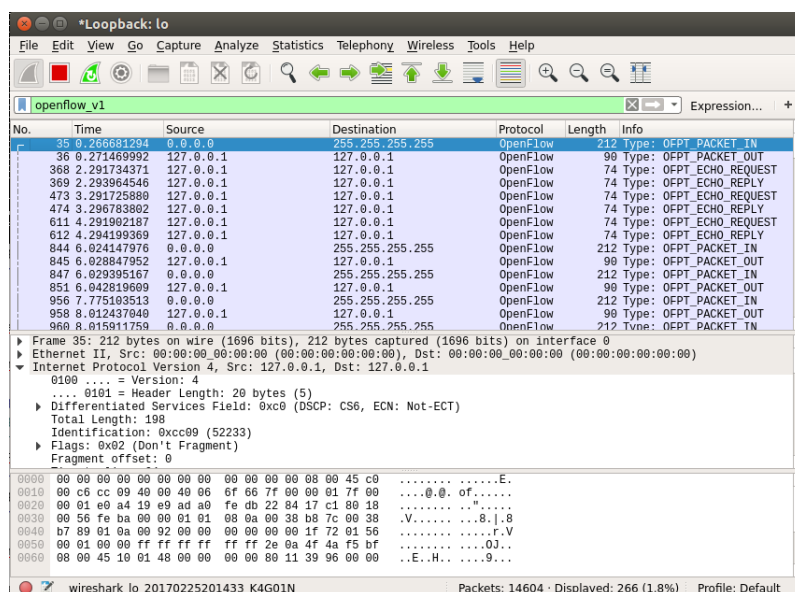 *Loopback: lo
File Edit View Go Capture Analyze Statistics Telephony Wireless Tools Help
openflow_v1 Expression... +
No. Time Source Destination Protocol Length Info
35 0.266681294 0.0.0.0 255.255.255.255 OpenFlow 212 Type: OFPT_PACKET_IN
36 0.271469992 127.0.0.1 127.0.0.1 OpenFlow 90 Type: OFPT_PACKET_OUT
368 2.291734371 127.0.0.1 127.0.0.1 OpenFlow 74 Type: OFPT_ECHO_REQUEST
369 2.293964546 127.0.0.1 127.0.0.1 OpenFlow 74 Type: OFPT_ECHO_REPLY
473 3.291725880 127.0.0.1 127.0.0.1 OpenFlow 74 Type: OFPT_ECHO_REQUEST
474 3.296783802 127.0.0.1 127.0.0.1 OpenFlow 74 Type: OFPT_ECHO_REPLY
611 4.291902187 127.0.0.1 127.0.0.1 OpenFlow 74 Type: OFPT_ECHO_REQUEST
612 4.294199369 127.0.0.1 127.0.0.1 OpenFlow 74 Type: OFPT_ECHO_REPLY
844 6.024147976 0.0.0.0 255.255.255.255 OpenFlow 212 Type: OFPT_PACKET_IN
845 6.028847952 127.0.0.1 127.0.0.1 OpenFlow 90 Type: OFPT_PACKET_OUT
847 6.029395167 0.0.0.0 255.255.255.255 OpenFlow 212 Type: OFPT_PACKET_IN
851 6.042819609 127.0.0.1 127.0.0.1 OpenFlow 90 Type: OFPT_PACKET_OUT
956 7.775103513 0.0.0.0 255.255.255.255 OpenFlow 212 Type: OFPT_PACKET_IN
958 8.012437040 127.0.0.1 127.0.0.1 OpenFlow 90 Type: OFPT_PACKET_OUT
960 8.015911759 0.0.0.0 255.255.255.255 OpenFlow 212 Type: OFPT_PACKET_IN
Frame 35: 212 bytes on wire (1696 bits), 212 bytes captured (1696 bits) on interface 0
Ethernet II, Src: 00:00:00_00:00:00 (00:00:00:00:00:00), Dst: 00:00:00_00:00:00 (00:00:00:00:00:00)
Internet Protocol Version 4, Src: 127.0.0.1, Dst: 127.0.0.1
0100 .... = Version: 4
.... 0101 = Header Length: 20 bytes (5)
Differentiated Services Field: 0xc0 (DSCP: CS6, ECN: Not-ECT)
Total Length: 198
Identification: 0xcc09 (52233)
Flags: 0x02 (Don't Fragment)
Fragment offset: 0
0000 00 00 00 00 00 00 00 00 00 00 00 00 08 00 45 c0 ........ ......E.
0010 00 c6 cc 09 40 00 40 06 6f 66 7f 00 00 01 7f 00 ....@.@. of......
0020 00 01 e0 a4 19 e9 ad a0 fe db 22 84 17 c1 80 18 ........ ..".....
0030 00 56 fe ba 00 00 01 01 08 0a 00 38 b8 7c 00 38 .V...... ...8.|.8
0040 b7 89 01 0a 00 92 00 00 00 00 00 00 1f 72 01 56 ........ .....r.V
0050 00 01 00 00 ff ff ff ff ff ff 2e 0a 4f 4a f5 bf ........ ....OJ..
0060 08 00 45 10 01 48 00 00 00 00 80 11 39 96 00 00 ..E..H.. ....9...
wireshark_lo_20170225201433_K4G01N Packets: 14604 · Displayed: 266 (1.8%) Profile: Default